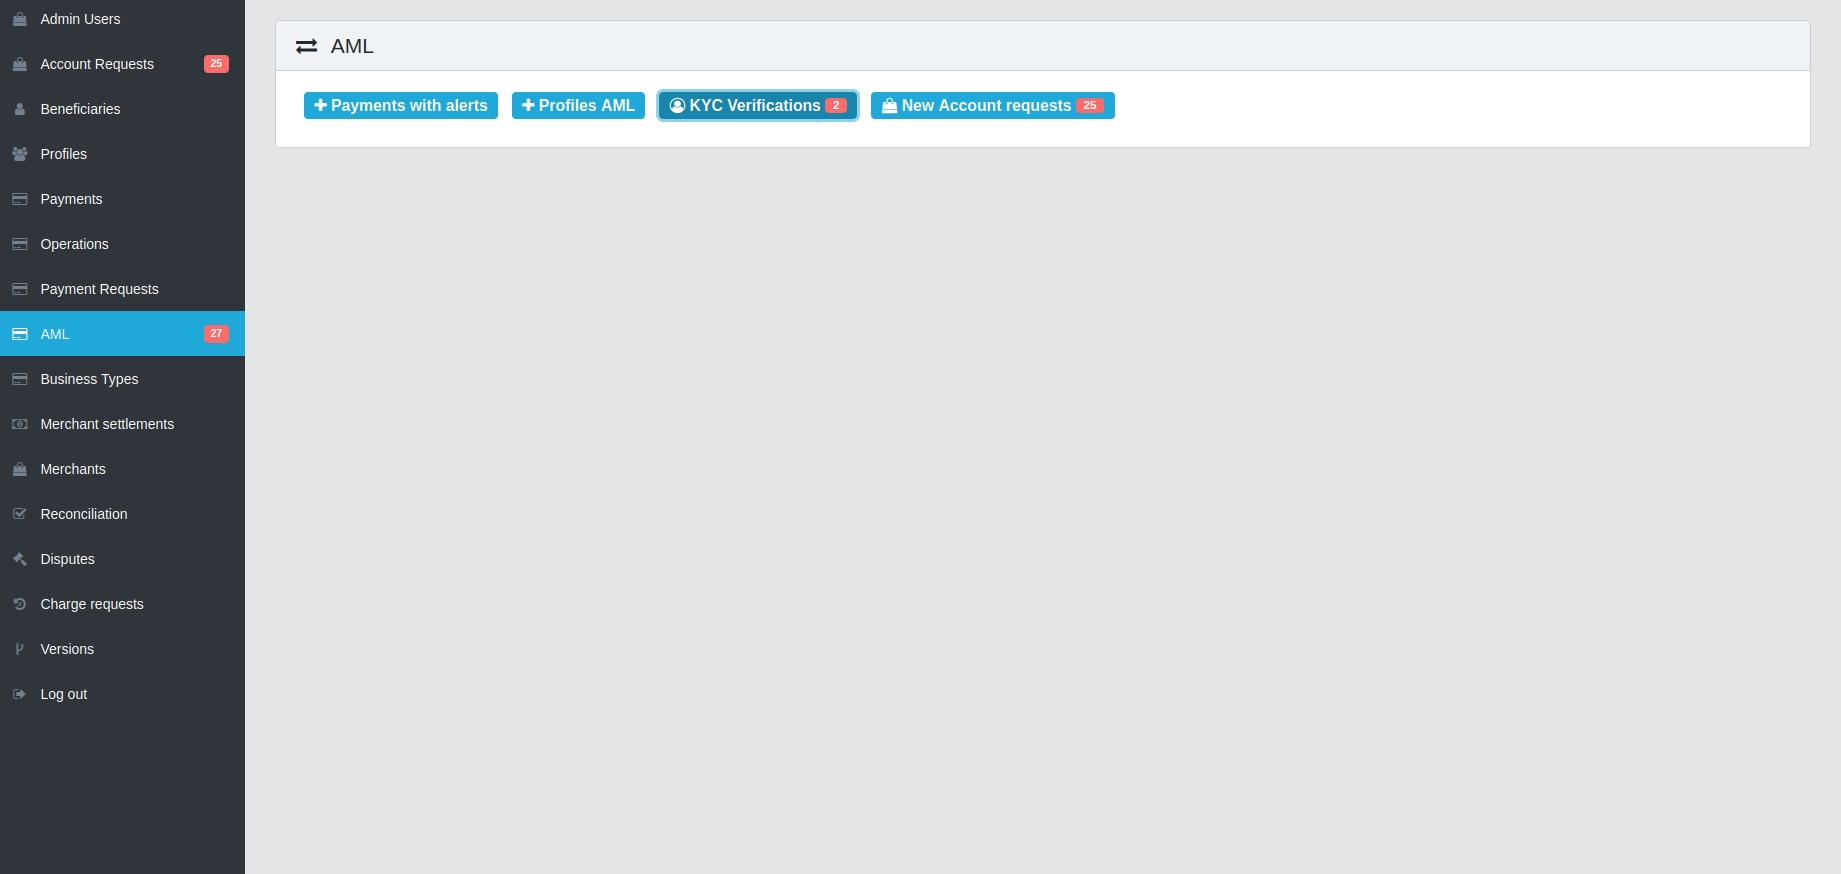 Admin Users
Account Requests 25
Beneficiaries
Profiles
Payments
Operations
Payment Requests
AML 27
Business Types
Merchant settlements
Merchants
Reconciliation
Disputes
Charge requests
Versions
Log out
AML
Payments with alerts Profiles AML KYC Verifications 2 New Account requests 25